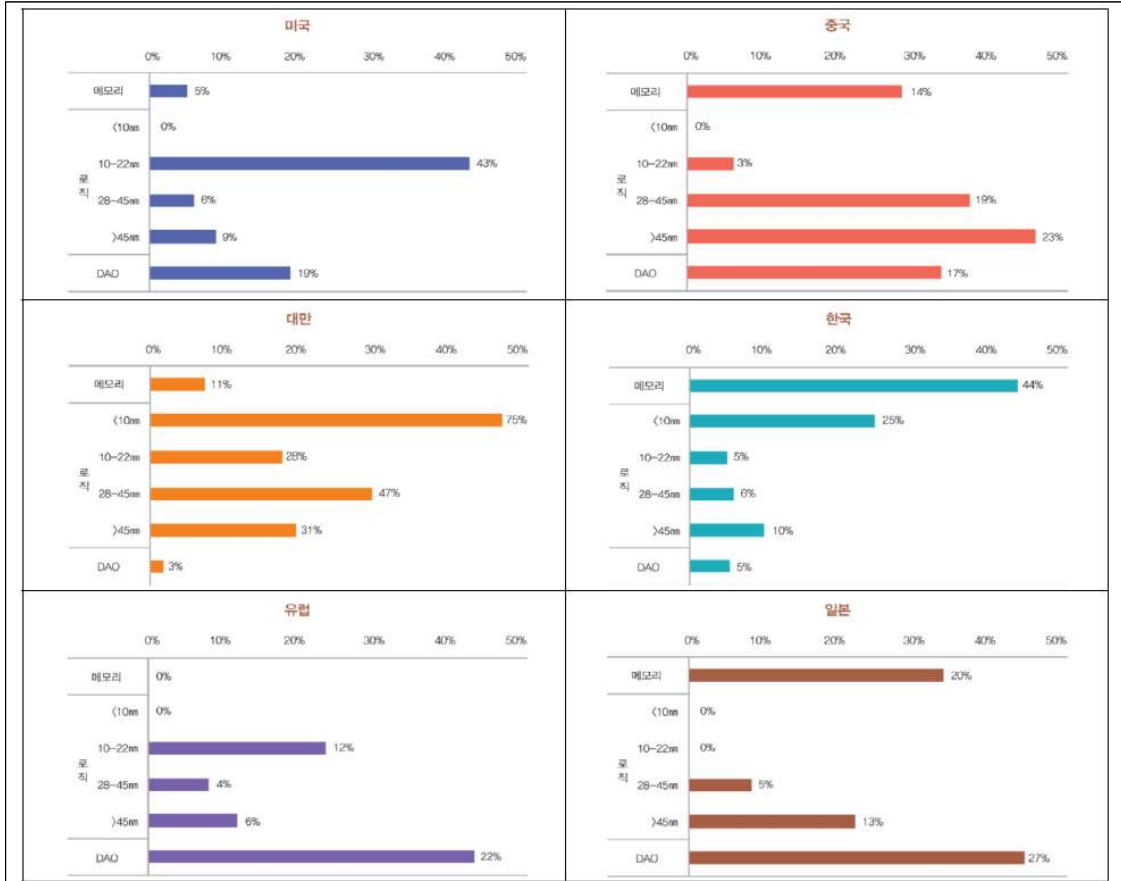 미국
0% 10% 20% 30% 40% 50%
메모리 5%
<10㎚ 0%
10-22㎚ 43%
로직
28-45㎚ 6%
>45㎚ 9%
DAO 19%
중국
0% 10% 20% 30% 40% 50%
메모리 14%
<10㎚ 0%
10-22㎚ 3%
로직
28-45㎚ 19%
>45㎚ 23%
DAO 17%
대만
0% 10% 20% 30% 40% 50%
메모리 11%
<10㎚ 75%
10-22㎚ 28%
로직
28-45㎚ 47%
>45㎚ 31%
DAO 3%
한국
0% 10% 20% 30% 40% 50%
메모리 44%
<10㎚ 25%
10-22㎚ 5%
로직
28-45㎚ 6%
>45㎚ 10%
DAO 5%
유럽
0% 10% 20% 30% 40% 50%
메모리 0%
<10㎚ 0%
10-22㎚ 12%
로직
28-45㎚ 4%
>45㎚ 6%
DAO 22%
일본
0% 10% 20% 30% 40% 50%
메모리 20%
<10㎚ 0%
10-22㎚ 0%
로직
28-45㎚ 5%
>45㎚ 13%
DAO 27%